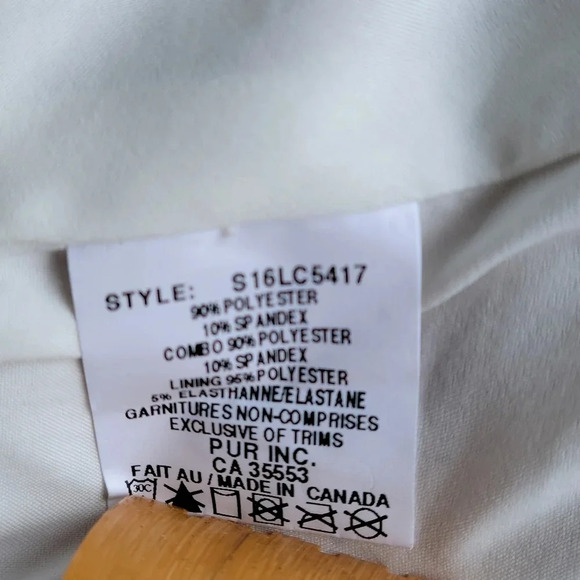 STYLE: S16LC5417
90% POLYESTER
10% SPANDEX
COMBO 90% POLYESTER
10% SPANDEX
LINING 95% POLYESTER
5% ELASTHANNE/ELASTANE
GARNITURES NON-COMPRISES
EXCLUSIVE OF TRIMS
PUR INC.
CA 35553
FAIT AU / MADE IN CANADA
30C